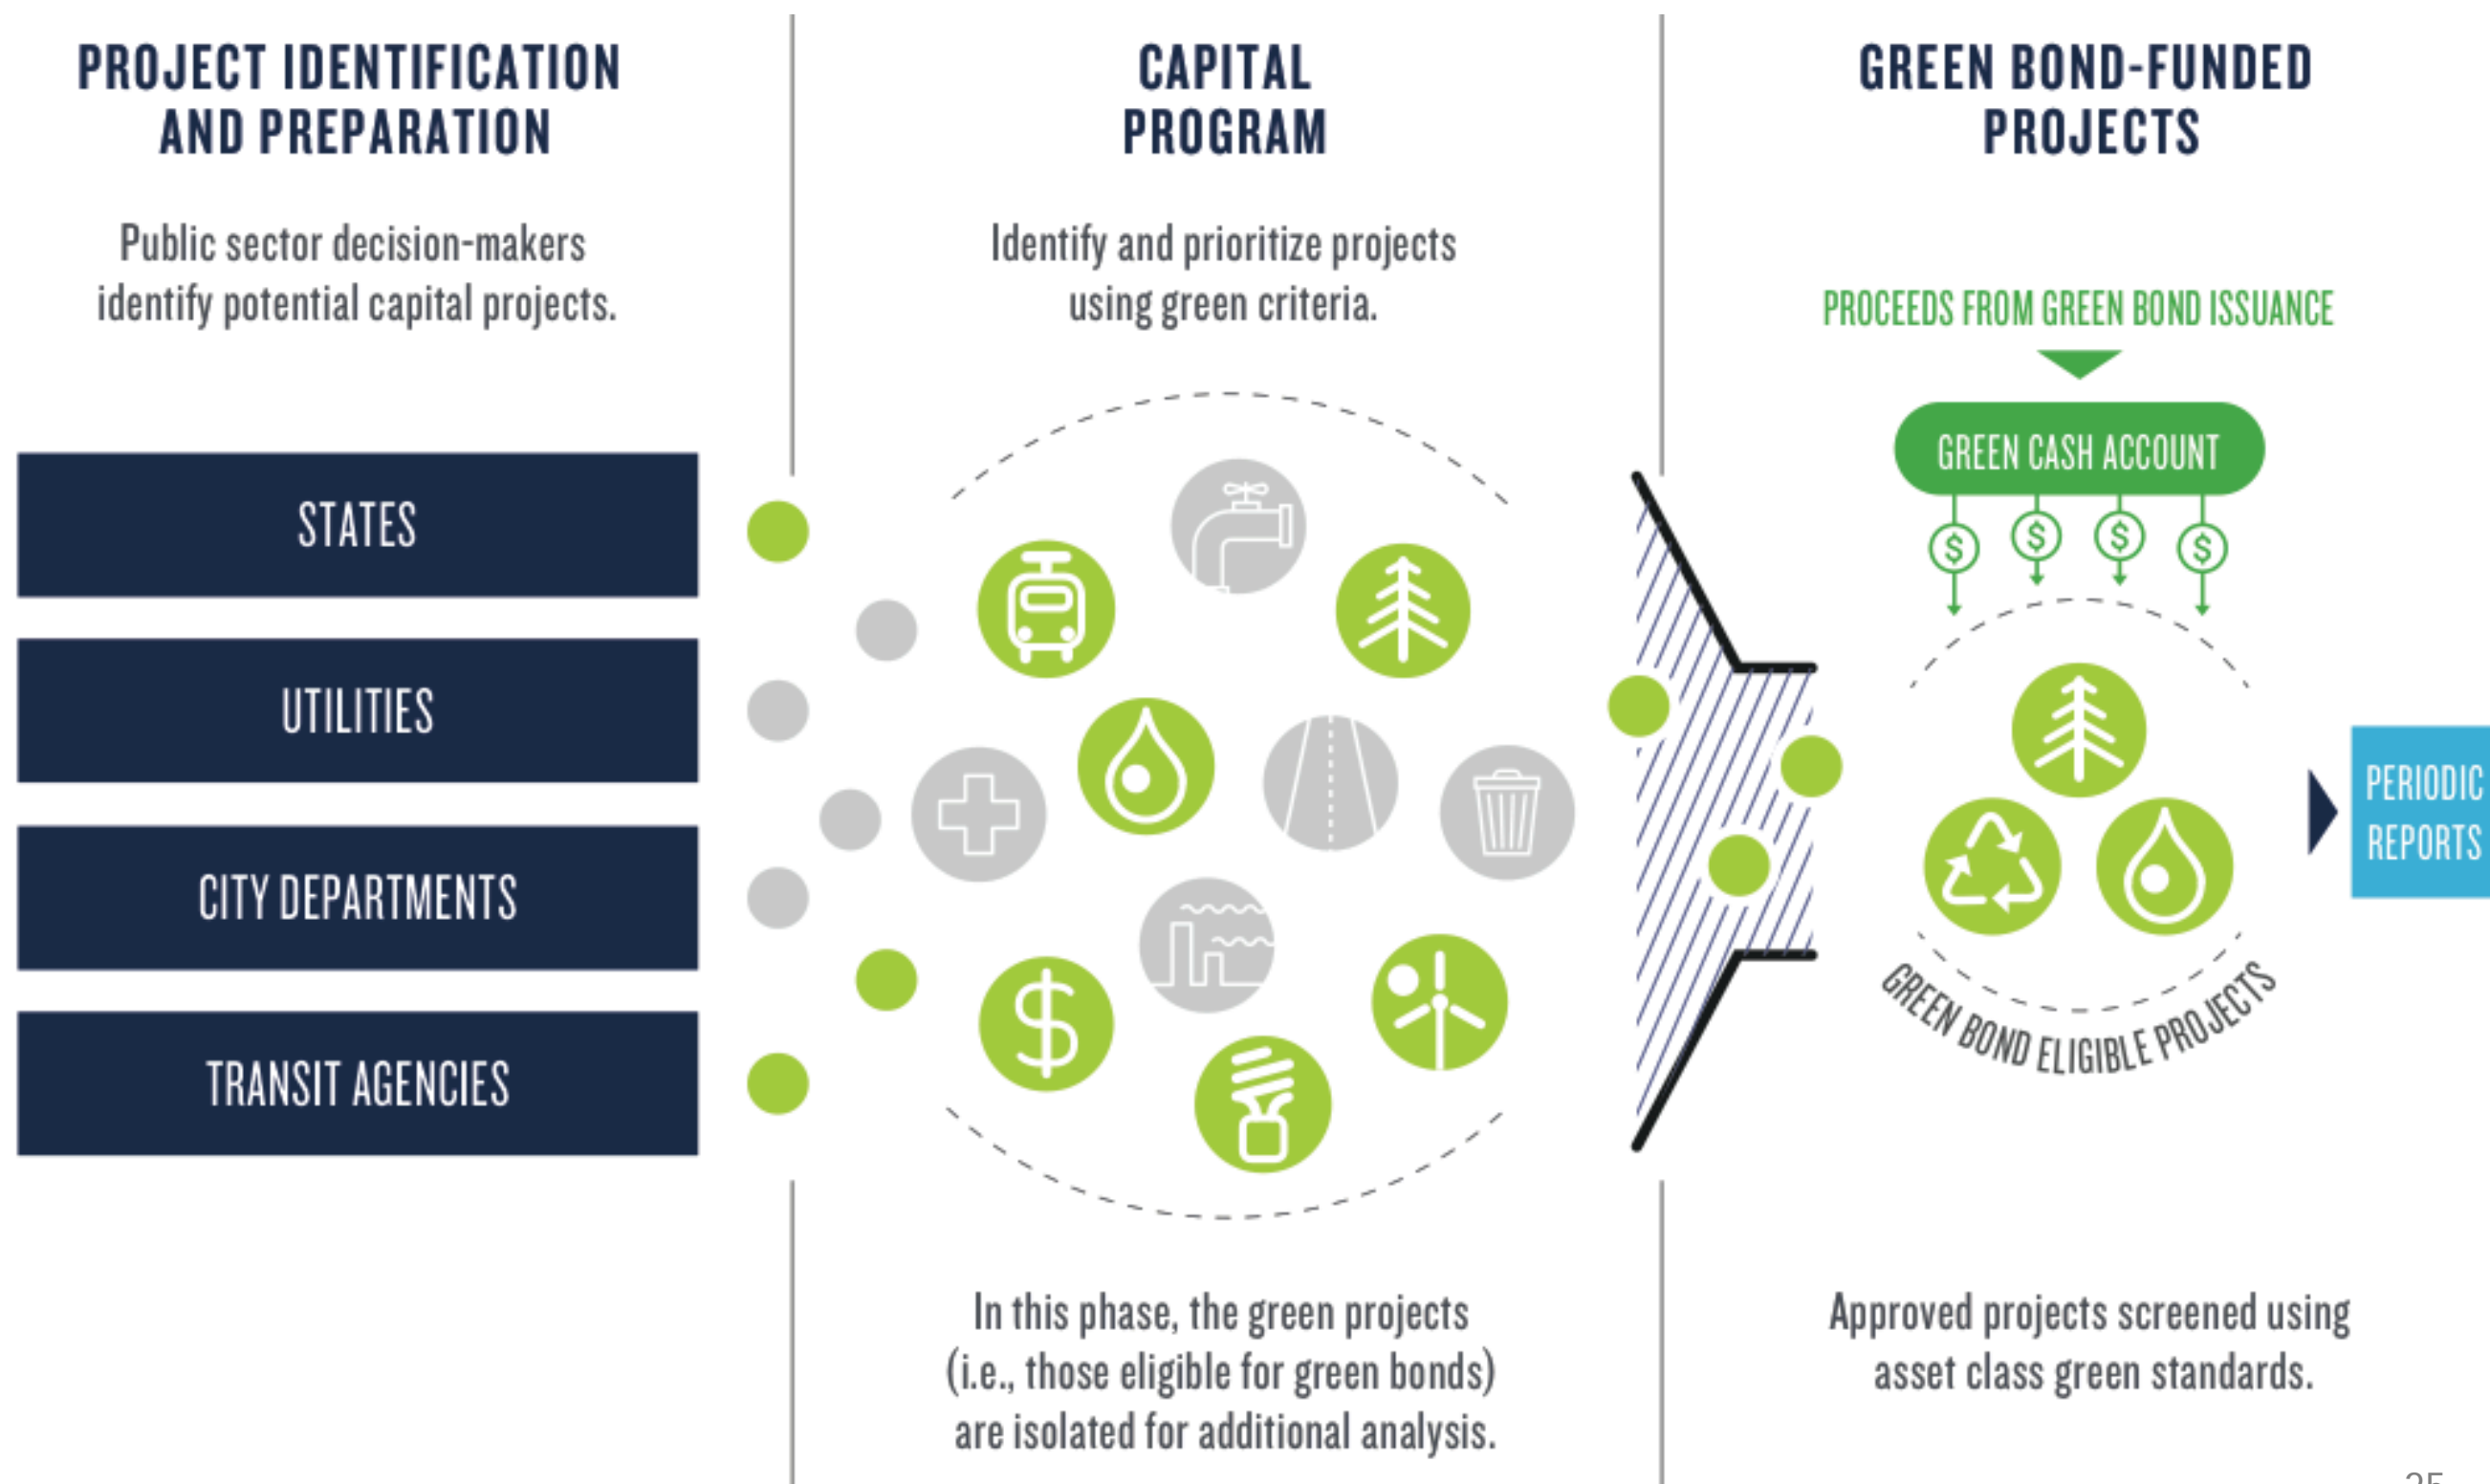 PROJECT IDENTIFICATION
AND PREPARATION
Public sector decision-makers
identify potential capital projects.
STATES
UTILITIES
CITY DEPARTMENTS
TRANSIT AGENCIES
CAPITAL
PROGRAM
Identify and prioritize projects
using green criteria.
$
In this phase, the green projects
(i.e., those eligible for green bonds)
are isolated for additional analysis.
GREEN BOND-FUNDED
PROJECTS
PROCEEDS FROM GREEN BOND ISSUANCE
GREEN CASH ACCOUNT
$ $ $ $
GREEN BOND ELIGIBLE PROJECTS
PERIODIC
REPORTS
Approved projects screened using
asset class green standards.